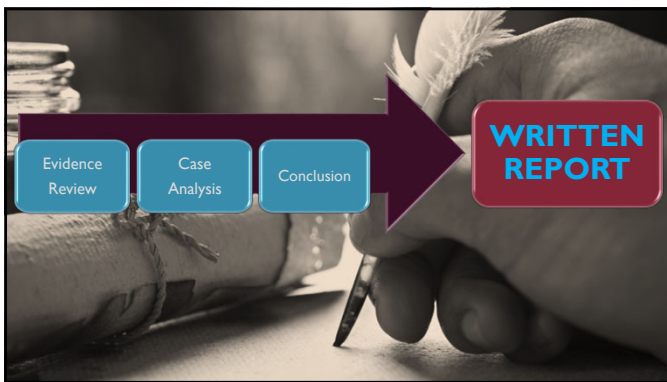 Evidence
Review
Case
Analysis
Conclusion
WRITTEN
REPORT